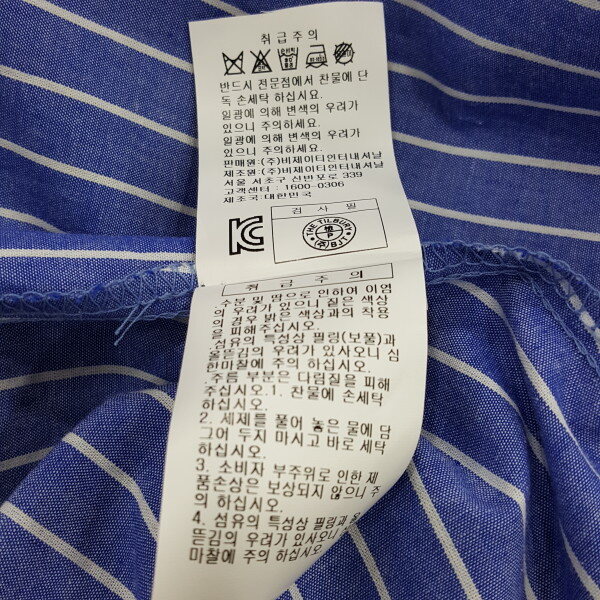 취급주의
반드시 전문점에서 찬물에 단
독 손세탁 하십시요.
일광에 의해 변색의 우려가
있으니 주의하세요.
일광에 의해 변색의 우려가
있으니 주의하세요.
판매원:(주)비제이티인터내셔날
제조원:(주)비제이티인터내셔날
서울 서초구 신반포로 339
고객센터 : 1600-0306
제조국:대한민국
검 사 필
THE TILBURY
(주)BJT
취 급 주 의
수분 및 땀으로 인하여 이염
의 우려가 있으니 짙은 색상
의 경우 밝은 색상과의 착용
을 피해주십시오.
.섬유의 특성상 필링(보풀)과
올뜯김의 우려가 있사오니 심
한마찰에 주의 하십시오.
.주름 부분은 다림질을 피해
주십시오.1. 찬물에 손세탁
하십시오.
2. 세제를 풀어 놓은 물에 담
그어 두지 마시고 바로 세탁
하십시오.
3. 소비자 부주위로 인한 제
품손상은 보상되지 않으니 주
의 하십시오.
4. 섬유의 특성상 필링과
뜯김의 우려가 있사오니
마찰에 주의 하십시오.